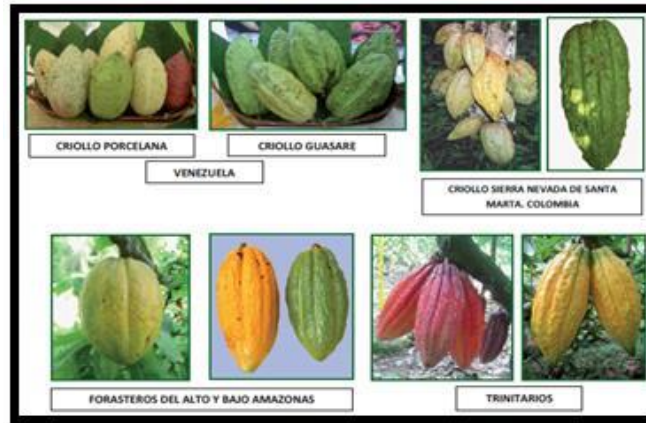 CRIOLLO PORCELANA
CRIOLLO GUASARE
VENEZUELA
CRIOLLO SIERRA NEVADA DE SANTA
MARTA. COLOMBIA
FORASTEROS DEL ALTO Y BAJO AMAZONAS
TRINITARIOS